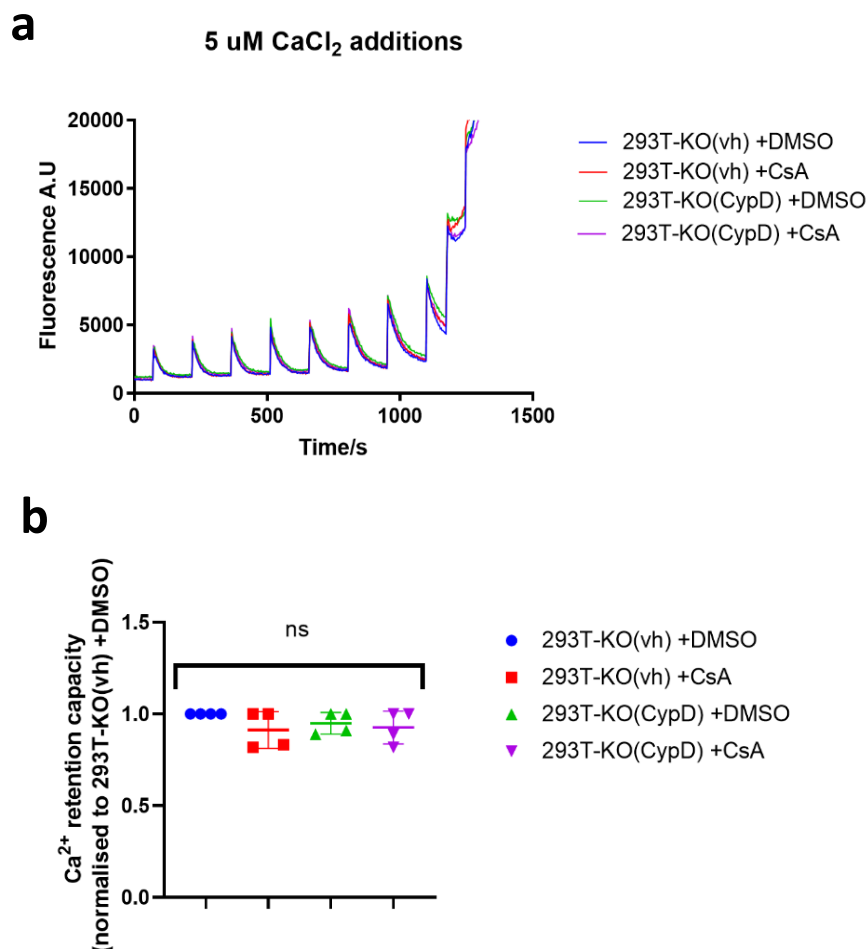 a
5 uM CaCl₂ additions
20000
15000
10000
5000
0
Fluorescence A.U
0
500
1000
1500
Time/s
293T-KO(vh) +DMSO
293T-KO(vh) +CsA
293T-KO(CypD) +DMSO
293T-KO(CypD) +CsA
b
Ca²⁺ retention capacity
(normalised to 293T-KO(vh) +DMSO)
1.5
1.0
0.5
0.0
ns
293T-KO(vh) +DMSO
293T-KO(vh) +CsA
293T-KO(CypD) +DMSO
293T-KO(CypD) +CsA